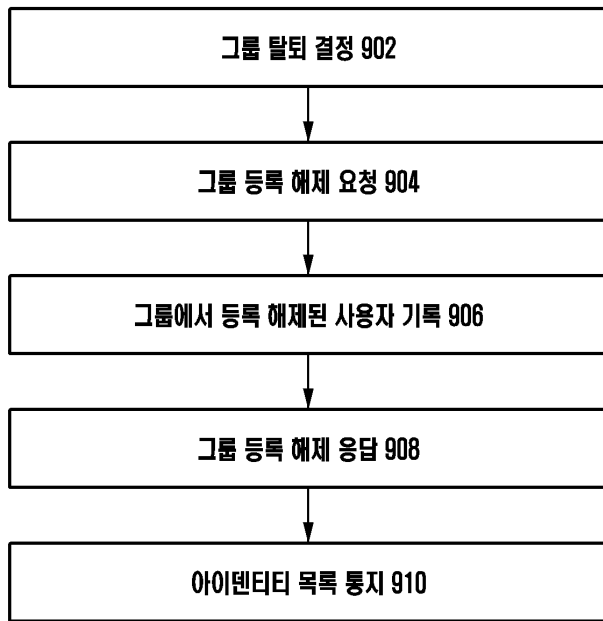 그룹 탈퇴 결정 902
그룹 등록 해제 요청 904
그룹에서 등록 해제된 사용자 기록 906
그룹 등록 해제 응답 908
아이덴티티 목록 통지 910